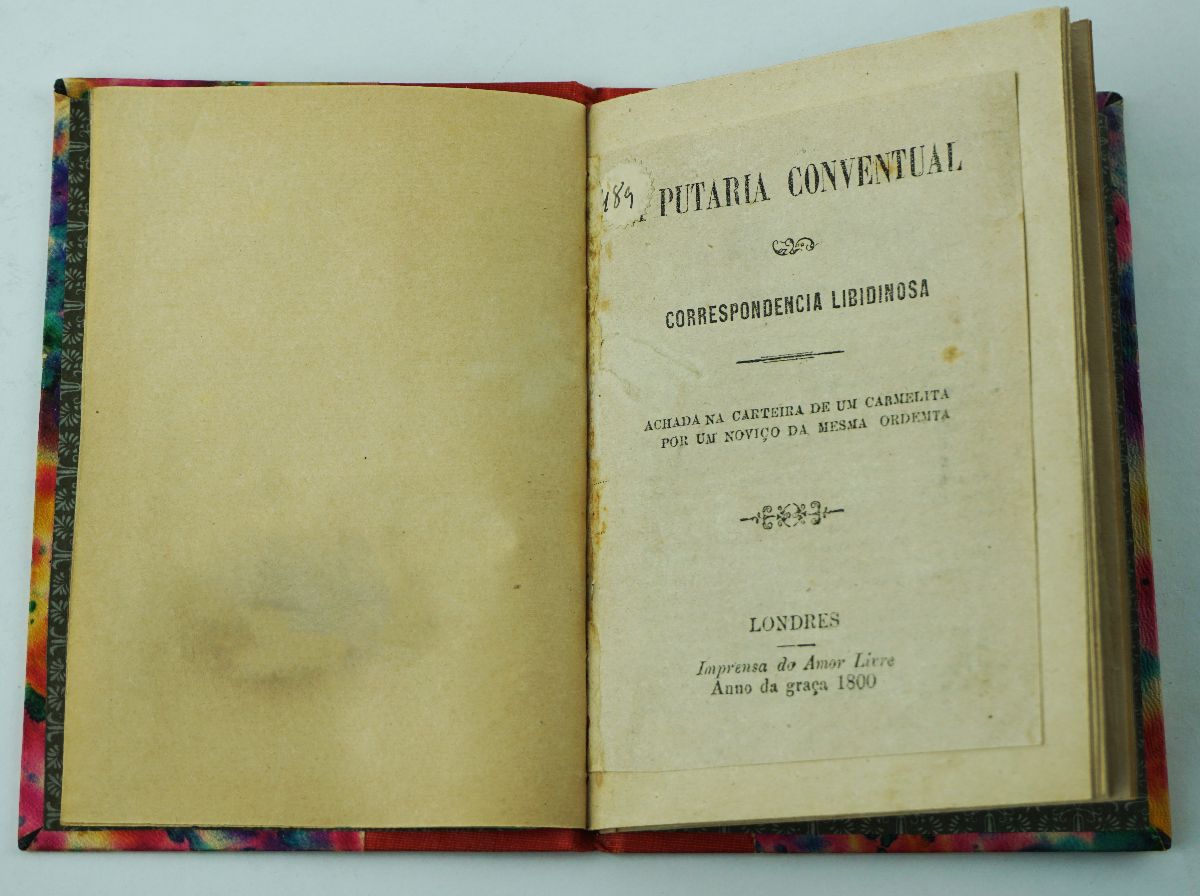 489
PUTARIA CONVENTUAL
CORRESPONDENCIA LIBIDINOSA
ACHADA NA CARTEIRA DE UM CARMELITA
POR UM NOVIÇO DA MESMA ORDEMTA
LONDRES
Imprensa do Amor Livre
Anno da graça 1800